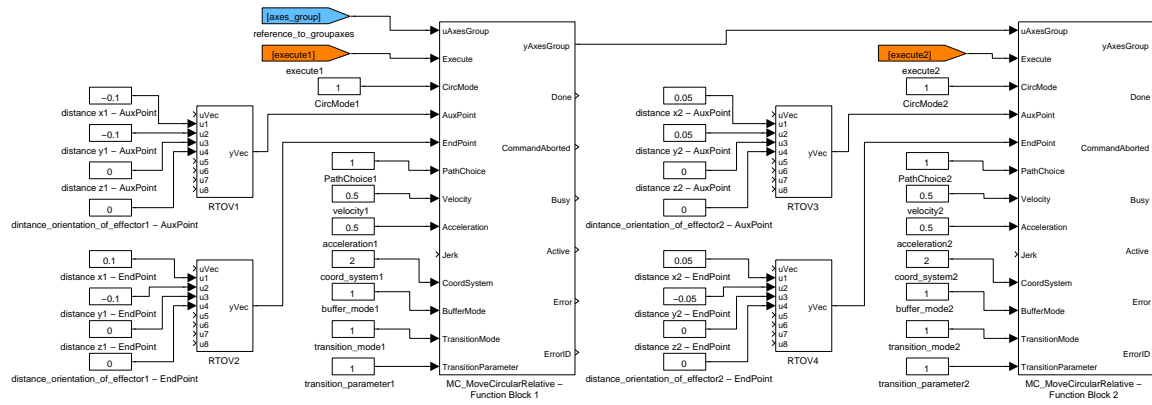 [axes_group]
reference_to_groupaxes
[execute1]
execute1
1
CircMode1
−0.1
distance x1 − AuxPoint
−0.1
distance y1 − AuxPoint
0
distance z1 − AuxPoint
0
distance_orientation_of_effector1 − AuxPoint
uVec
u1
u2
u3
u4
u5
u6
u7
u8
yVec
RTOV1
0.1
distance x1 − EndPoint
−0.1
distance y1 − EndPoint
0
distance z1 − EndPoint
0
distance_orientation_of_effector1 − EndPoint
uVec
u1
u2
u3
u4
u5
u6
u7
u8
yVec
RTOV2
1
PathChoice1
0.5
velocity1
0.5
acceleration1
2
coord_system1
1
buffer_mode1
1
transition_mode1
1
transition_parameter1
uAxesGroup
Execute
CircMode
AuxPoint
EndPoint
PathChoice
Velocity
Acceleration
Jerk
CoordSystem
BufferMode
TransitionMode
TransitionParameter
yAxesGroup
Done
CommandAborted
Busy
Active
Error
ErrorID
MC_MoveCircularRelative −
Function Block 1
[execute2]
execute2
1
CircMode2
0.05
distance x2 − AuxPoint
0.05
distance y2 − AuxPoint
0
distance z2 − AuxPoint
0
distance_orientation_of_effector2 − AuxPoint
uVec
u1
u2
u3
u4
u5
u6
u7
u8
yVec
RTOV3
0.05
distance x2 − EndPoint
−0.05
distance y2 − EndPoint
0
distance z2 − EndPoint
0
distance_orientation_of_effector2 − EndPoint
uVec
u1
u2
u3
u4
u5
u6
u7
u8
yVec
RTOV4
1
PathChoice2
0.5
velocity2
0.5
acceleration2
2
coord_system2
1
buffer_mode2
1
transition_mode2
1
transition_parameter2
uAxesGroup
Execute
CircMode
AuxPoint
EndPoint
PathChoice
Velocity
Acceleration
Jerk
CoordSystem
BufferMode
TransitionMode
TransitionParameter
yAxesGroup
Done
CommandAborted
Busy
Active
Error
ErrorID
MC_MoveCircularRelative −
Function Block 2